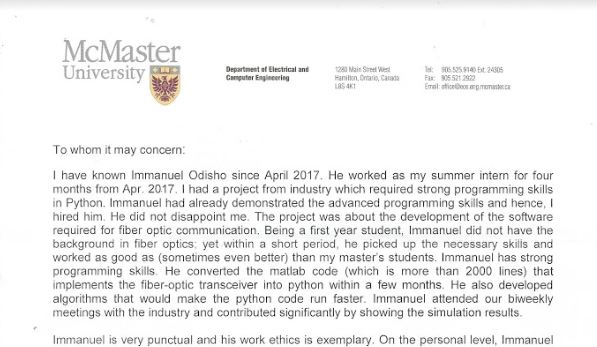 McMaster
University
Department of Electrical and
Computer Engineering
1280 Main Street West
Hamilton, Ontario, Canada
L8S 4K1
Tel: 905.525.9140 Ext: 24305
Fax: 905.521.2922
Email: office@ece.eng.mcmaster.ca
To whom it may concern:
I have known Immanuel Odisho since April 2017. He worked as my summer intern for four
months from Apr. 2017. I had a project from industry which required strong programming skills
in Python. Immanuel had already demonstrated the advanced programming skills and hence, I
hired him. He did not disappoint me. The project was about the development of the software
required for fiber optic communication. Being a first year student, Immanuel did not have the
background in fiber optics; yet within a short period, he picked up the necessary skills and
worked as good as (sometimes even better) than my master's students. Immanuel has strong
programming skills. He converted the matlab code (which is more than 2000 lines) that
implements the fiber-optic transceiver into python within a few months. He also developed
algorithms that would make the python code run faster. Immanuel attended our biweekly
meetings with the industry and contributed significantly by showing the simulation results.
Immanuel is very punctual and his work ethics is exemplary. On the personal level, Immanuel